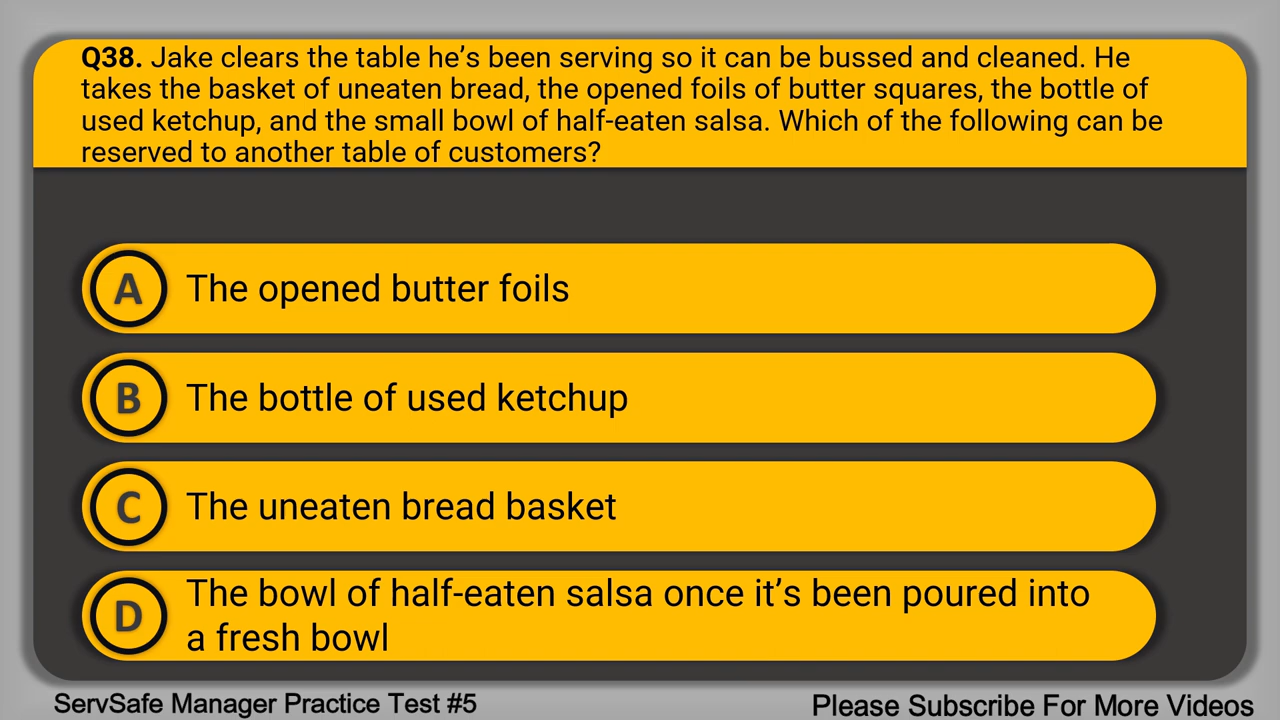 Q38. Jake clears the table he’s been serving so it can be bussed and cleaned. He
takes the basket of uneaten bread, the opened foils of butter squares, the bottle of
used ketchup, and the small bowl of half-eaten salsa. Which of the following can be
reserved to another table of customers?
A The opened butter foils
B The bottle of used ketchup
C The uneaten bread basket
D The bowl of half-eaten salsa once it’s been poured into
a fresh bowl
ServSafe Manager Practice Test #5
Please Subscribe For More Videos